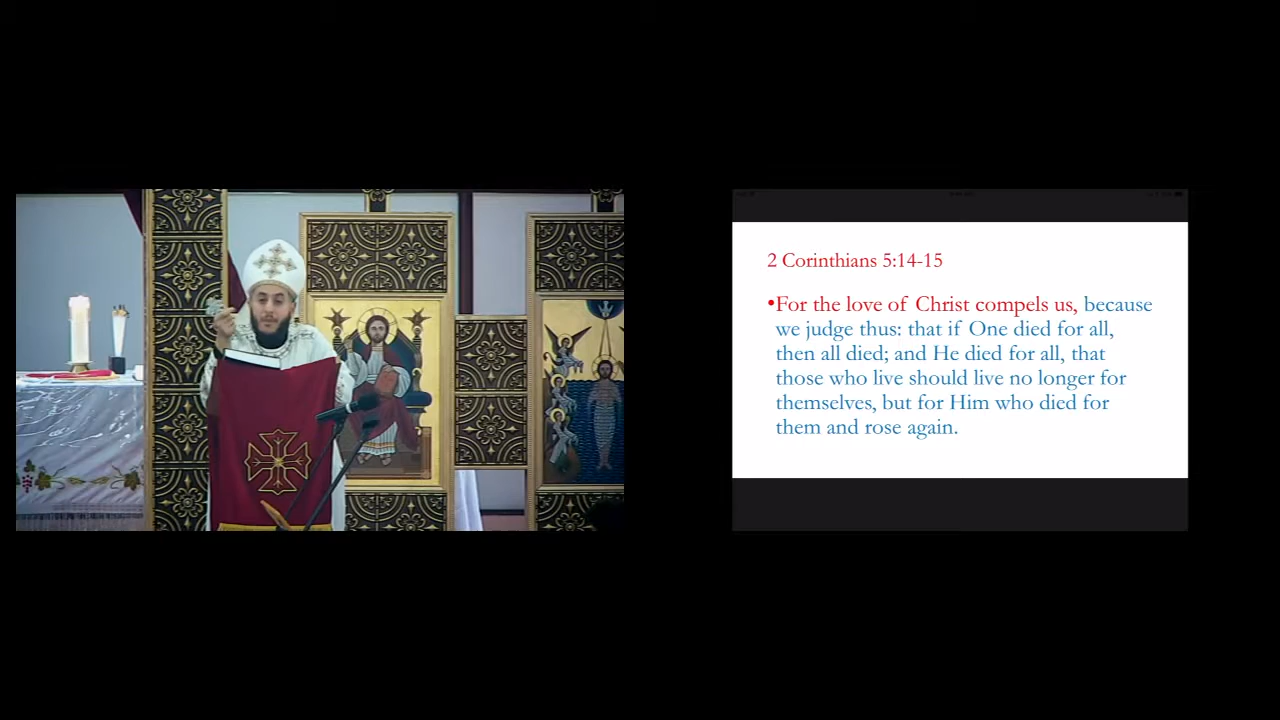 2 Corinthians 5:14-15
•For the love of Christ compels us, because
we judge thus: that if One died for all,
then all died; and He died for all, that
those who live should live no longer for
themselves, but for Him who died for
them and rose again.